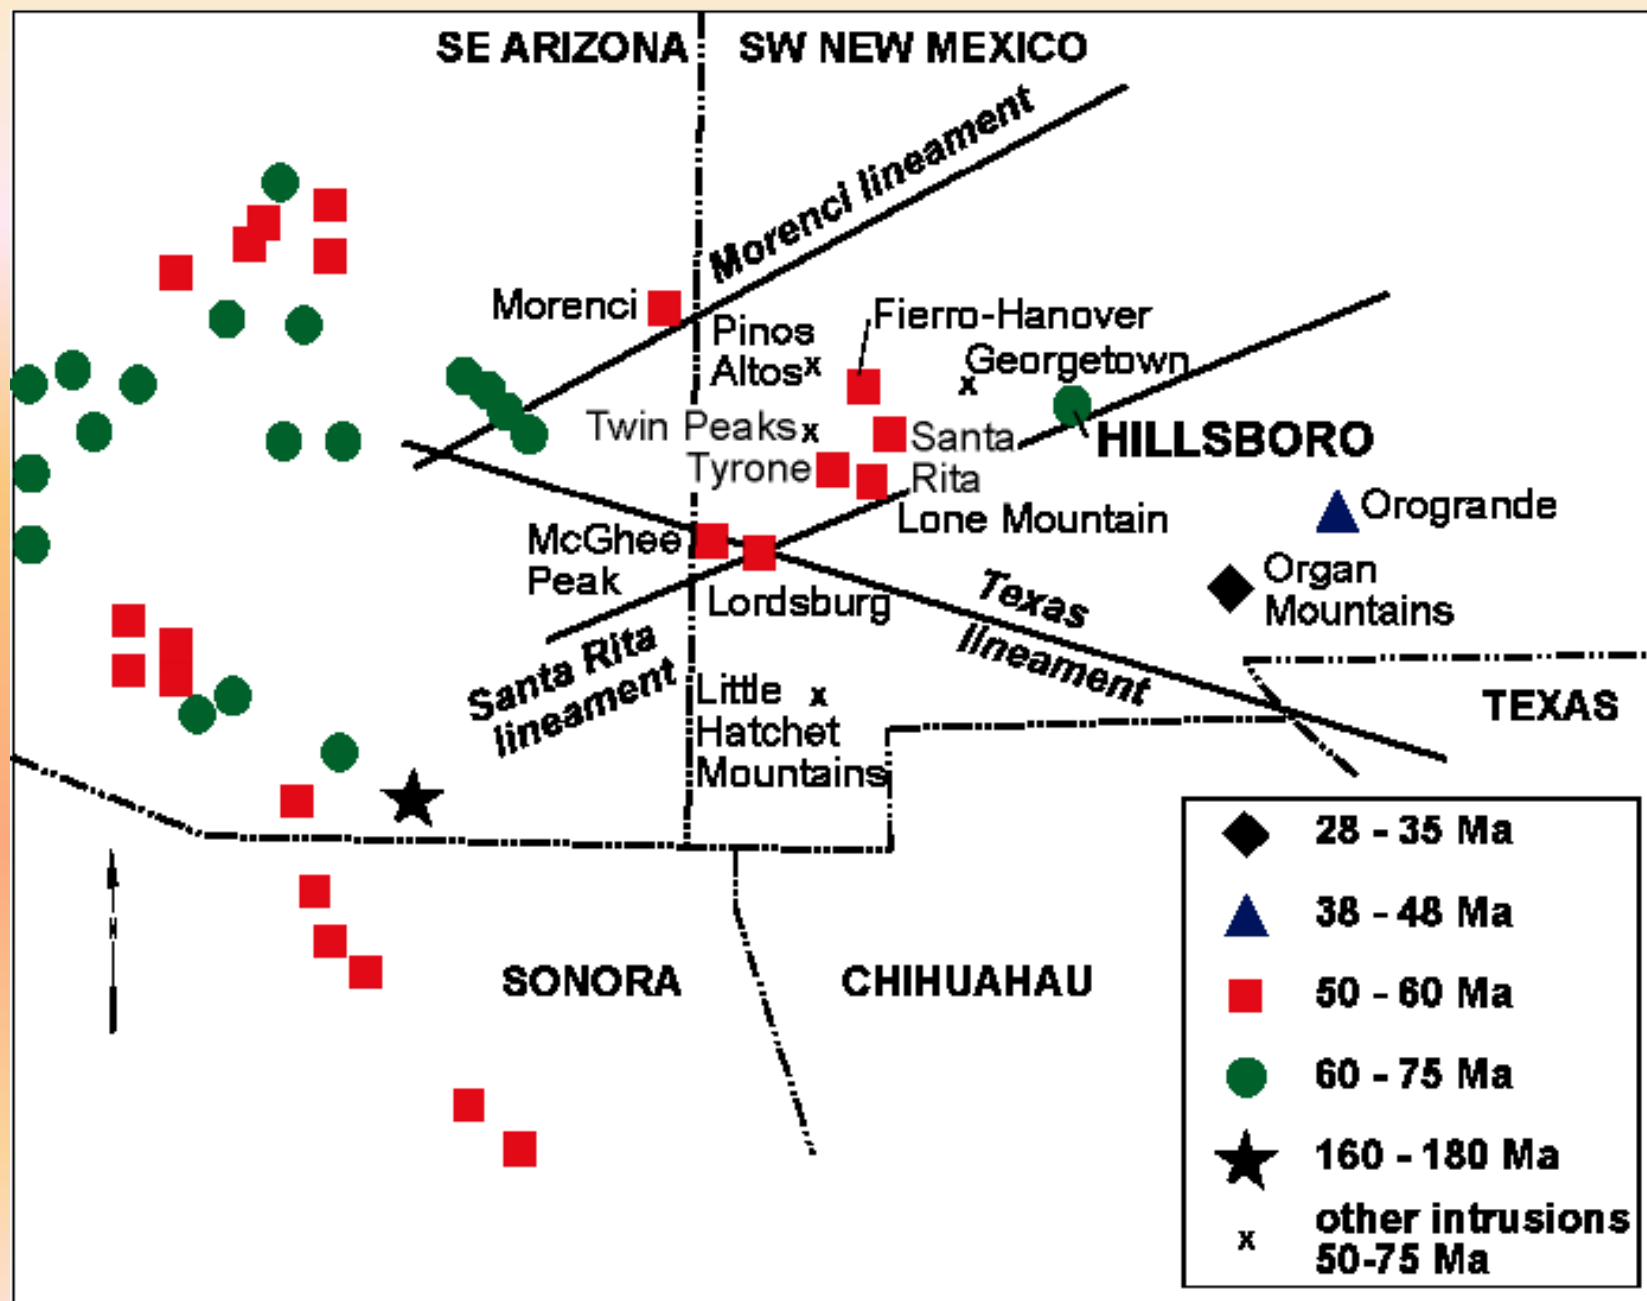 SE ARIZONA
SW NEW MEXICO
Morenci lineament
Morenci
Pinos
Altos x
Fierro-Hanover
Georgetown
x
Twin Peaks x
Tyrone
Santa
Rita
HILLSBORO
Lone Mountain
Orogrande
McGhee
Peak
Lordsburg
Organ
Mountains
Texas
lineament
Santa Rita
lineament
Little x
Hatchet
Mountains
TEXAS
N
SONORA
CHIHUAHAU
28 - 35 Ma
38 - 48 Ma
50 - 60 Ma
60 - 75 Ma
160 - 180 Ma
x other intrusions
50-75 Ma